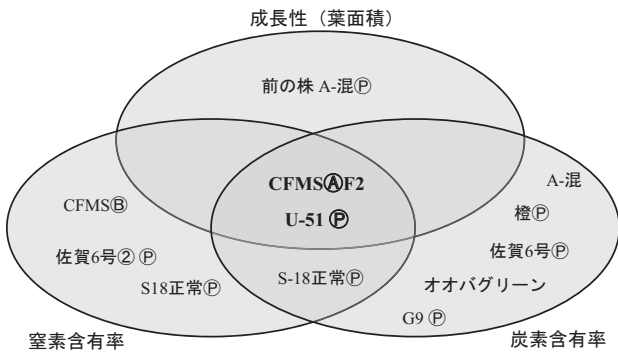 成長性（葉面積）
前の株 A-混Ⓟ
CFMSⒶF2
U-51 Ⓟ
CFMSⒷ
佐賀6号② Ⓟ
S18正常Ⓟ
S-18正常Ⓟ
A-混
橙Ⓟ
佐賀6号Ⓟ
オオバグリーン
G9 Ⓟ
窒素含有率
炭素含有率